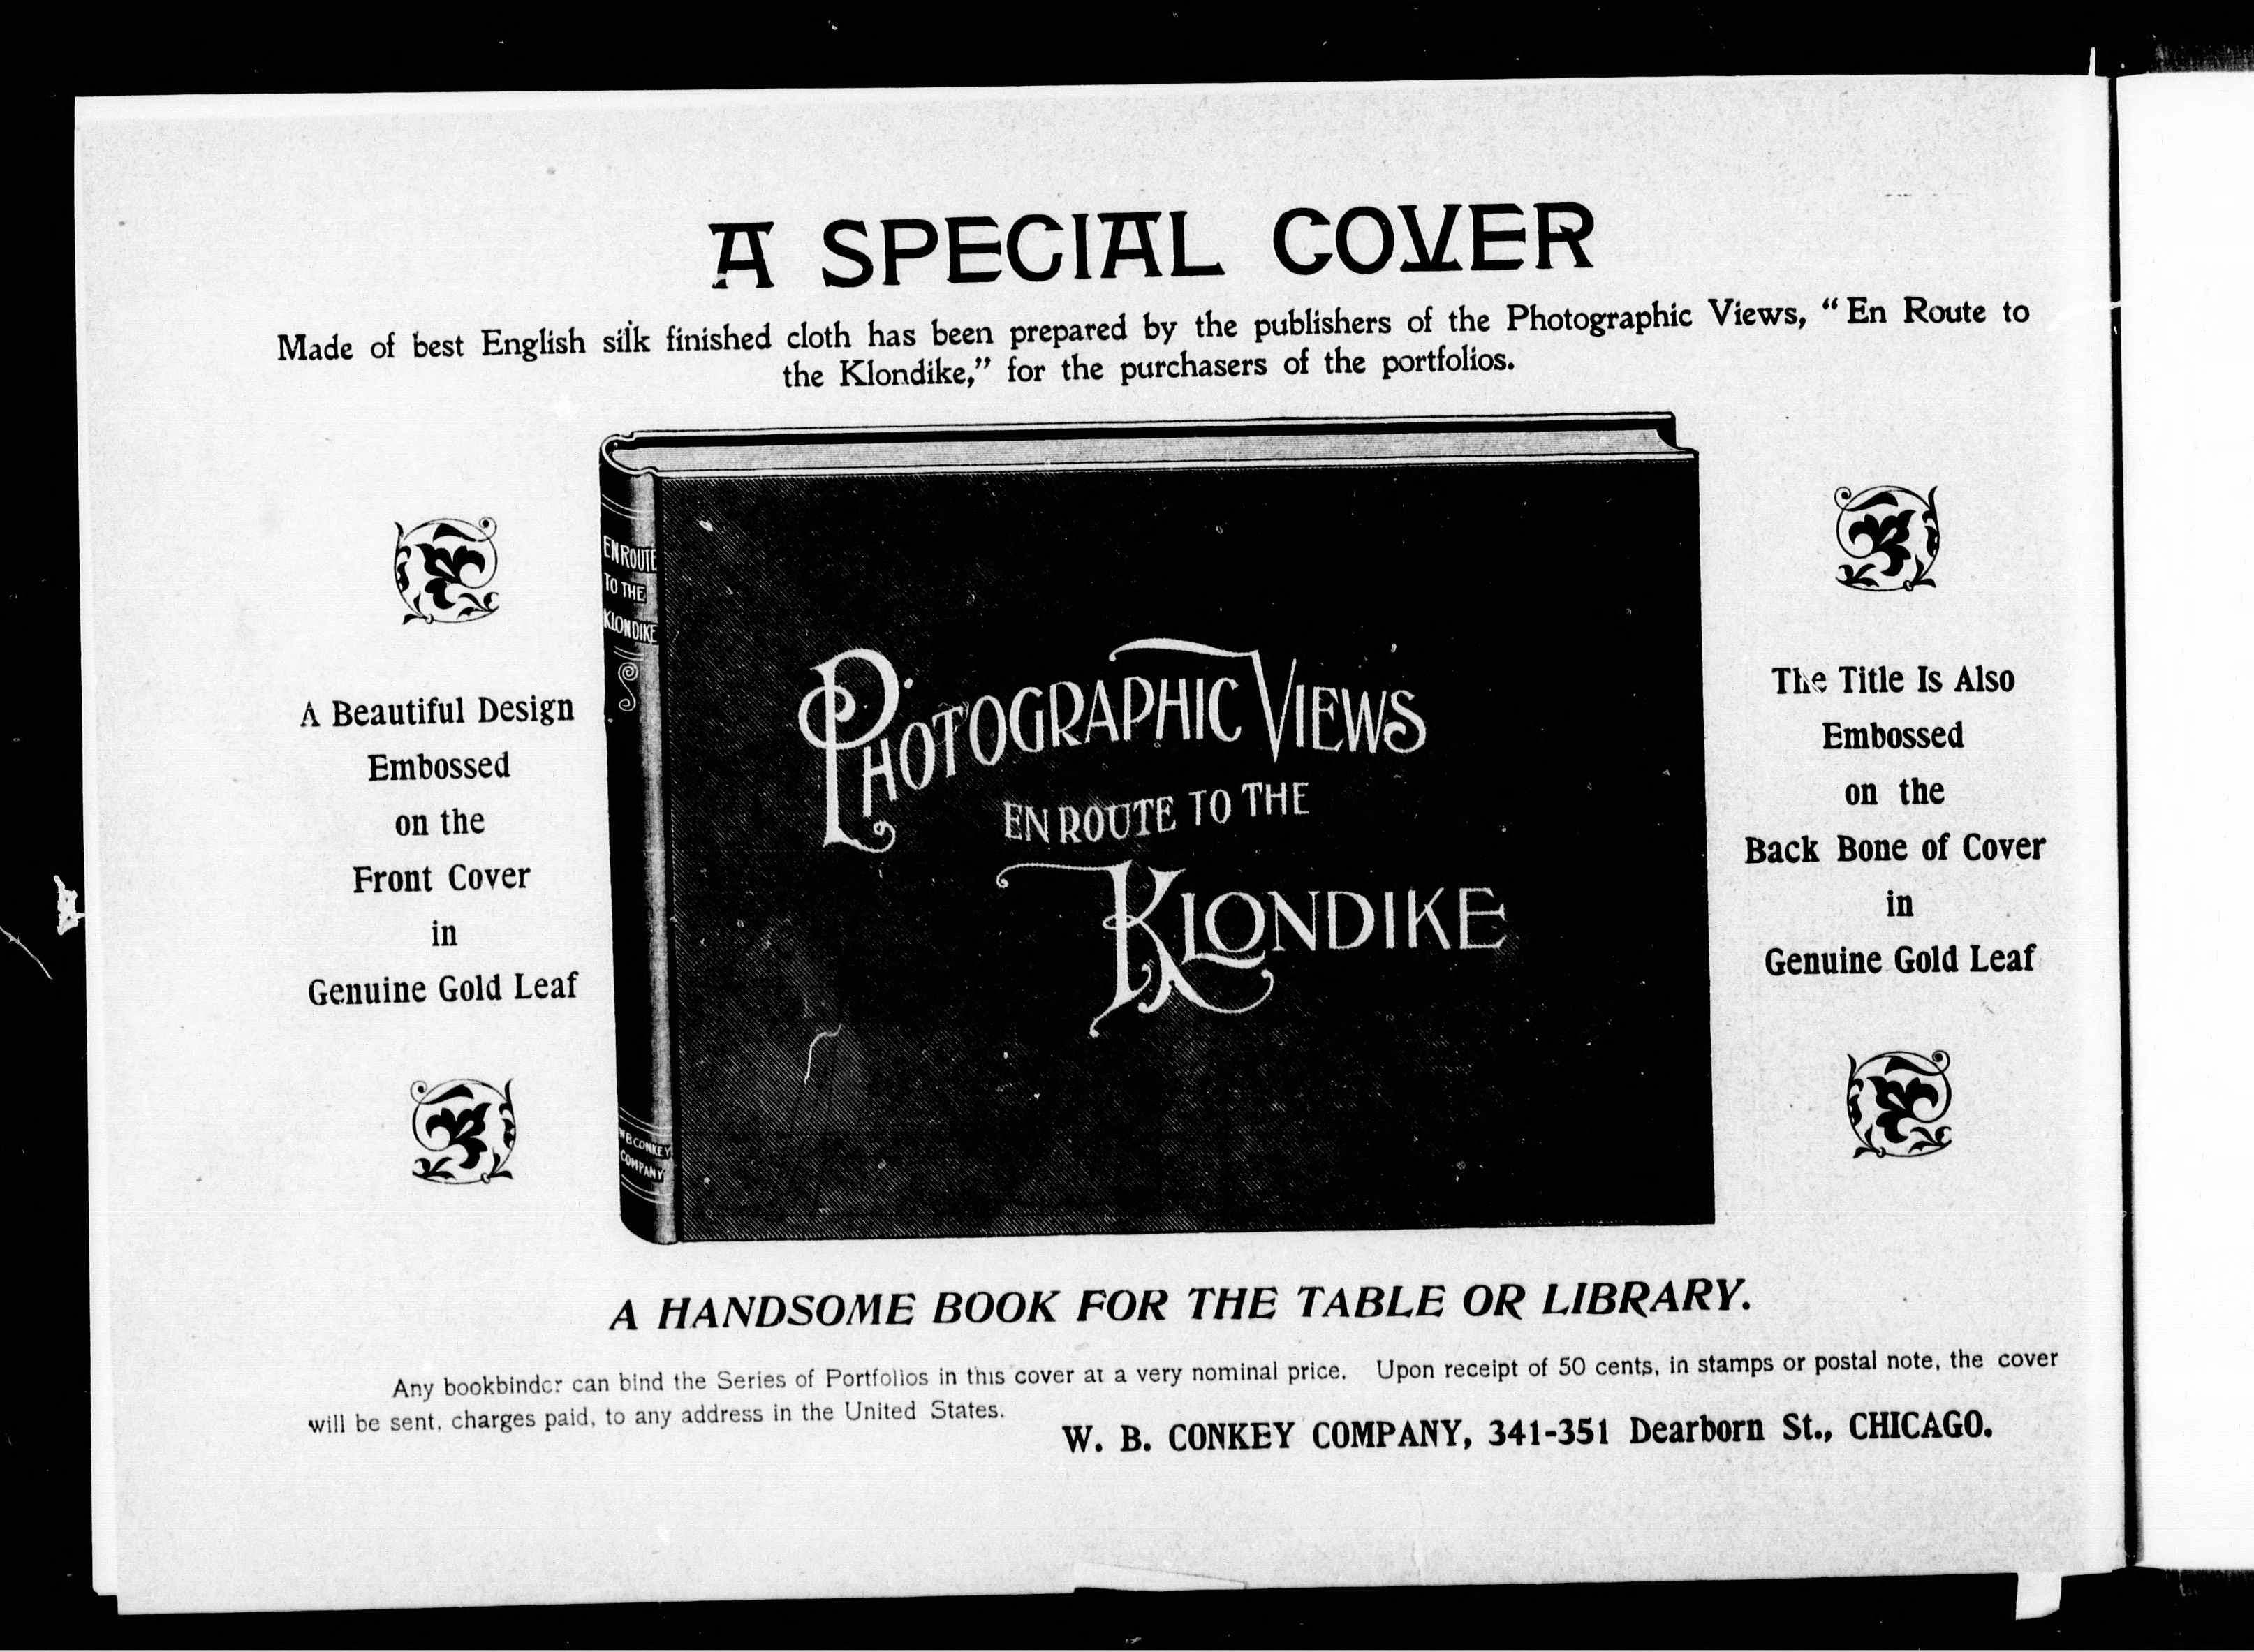 A SPECIAL COVER
Made of best English silk finished cloth has been prepared by the publishers of the Photographic Views, “En Route to
the Klondike,” for the purchasers of the portfolios.
A Beautiful Design
Embossed
on the
Front Cover
in
Genuine Gold Leaf
EN ROUTE
TO THE
KLONDIKE
W B CONKEY
COMPANY
PHOTOGRAPHIC VIEWS
EN ROUTE TO THE
KLONDIKE
The Title Is Also
Embossed
on the
Back Bone of Cover
in
Genuine Gold Leaf
A HANDSOME BOOK FOR THE TABLE OR LIBRARY.
Any bookbinder can bind the Series of Portfolios in this cover at a very nominal price. Upon receipt of 50 cents, in stamps or postal note, the cover
will be sent, charges paid, to any address in the United States.
W. B. CONKEY COMPANY, 341-351 Dearborn St., CHICAGO.